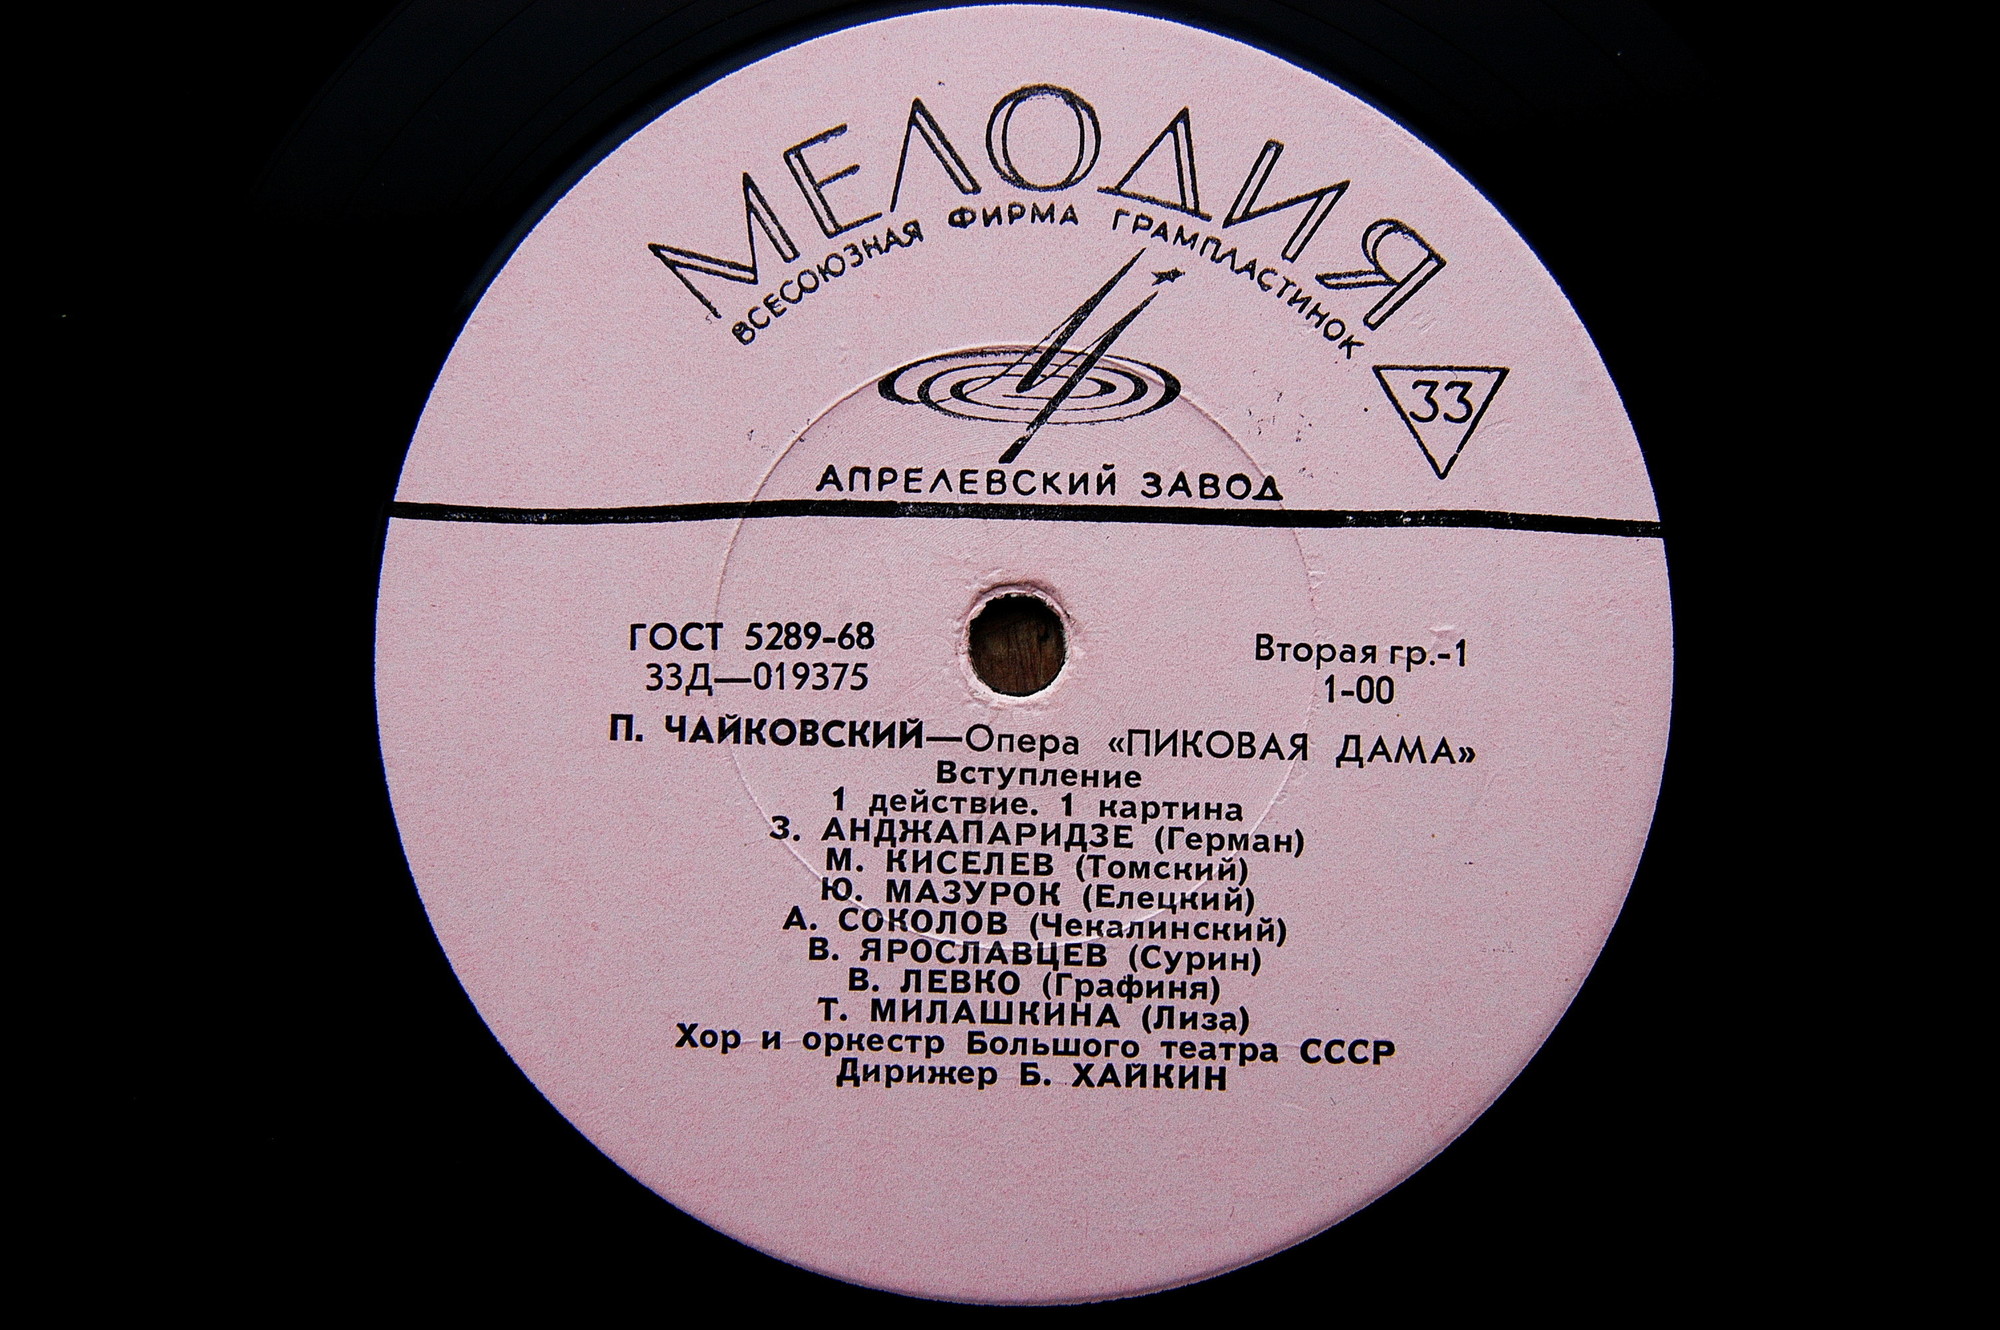 МЕЛОДИЯ
ВСЕСОЮЗНАЯ ФИРМА ГРАМПЛАСТИНОК
33
АПРЕЛЕВСКИЙ ЗАВОД
ГОСТ 5289-68
33Д—019375
Вторая гр.-1
1-00
П. ЧАЙКОВСКИЙ—Опера «ПИКОВАЯ ДАМА»
Вступление
1 действие. 1 картина
З. АНДЖАПАРИДЗЕ (Герман)
М. КИСЕЛЕВ (Томский)
Ю. МАЗУРОК (Елецкий)
А. СОКОЛОВ (Чекалинский)
В. ЯРОСЛАВЦЕВ (Сурин)
В. ЛЕВКО (Графиня)
Т. МИЛАШКИНА (Лиза)
Хор и оркестр Большого театра СССР
Дирижер Б. ХАЙКИН